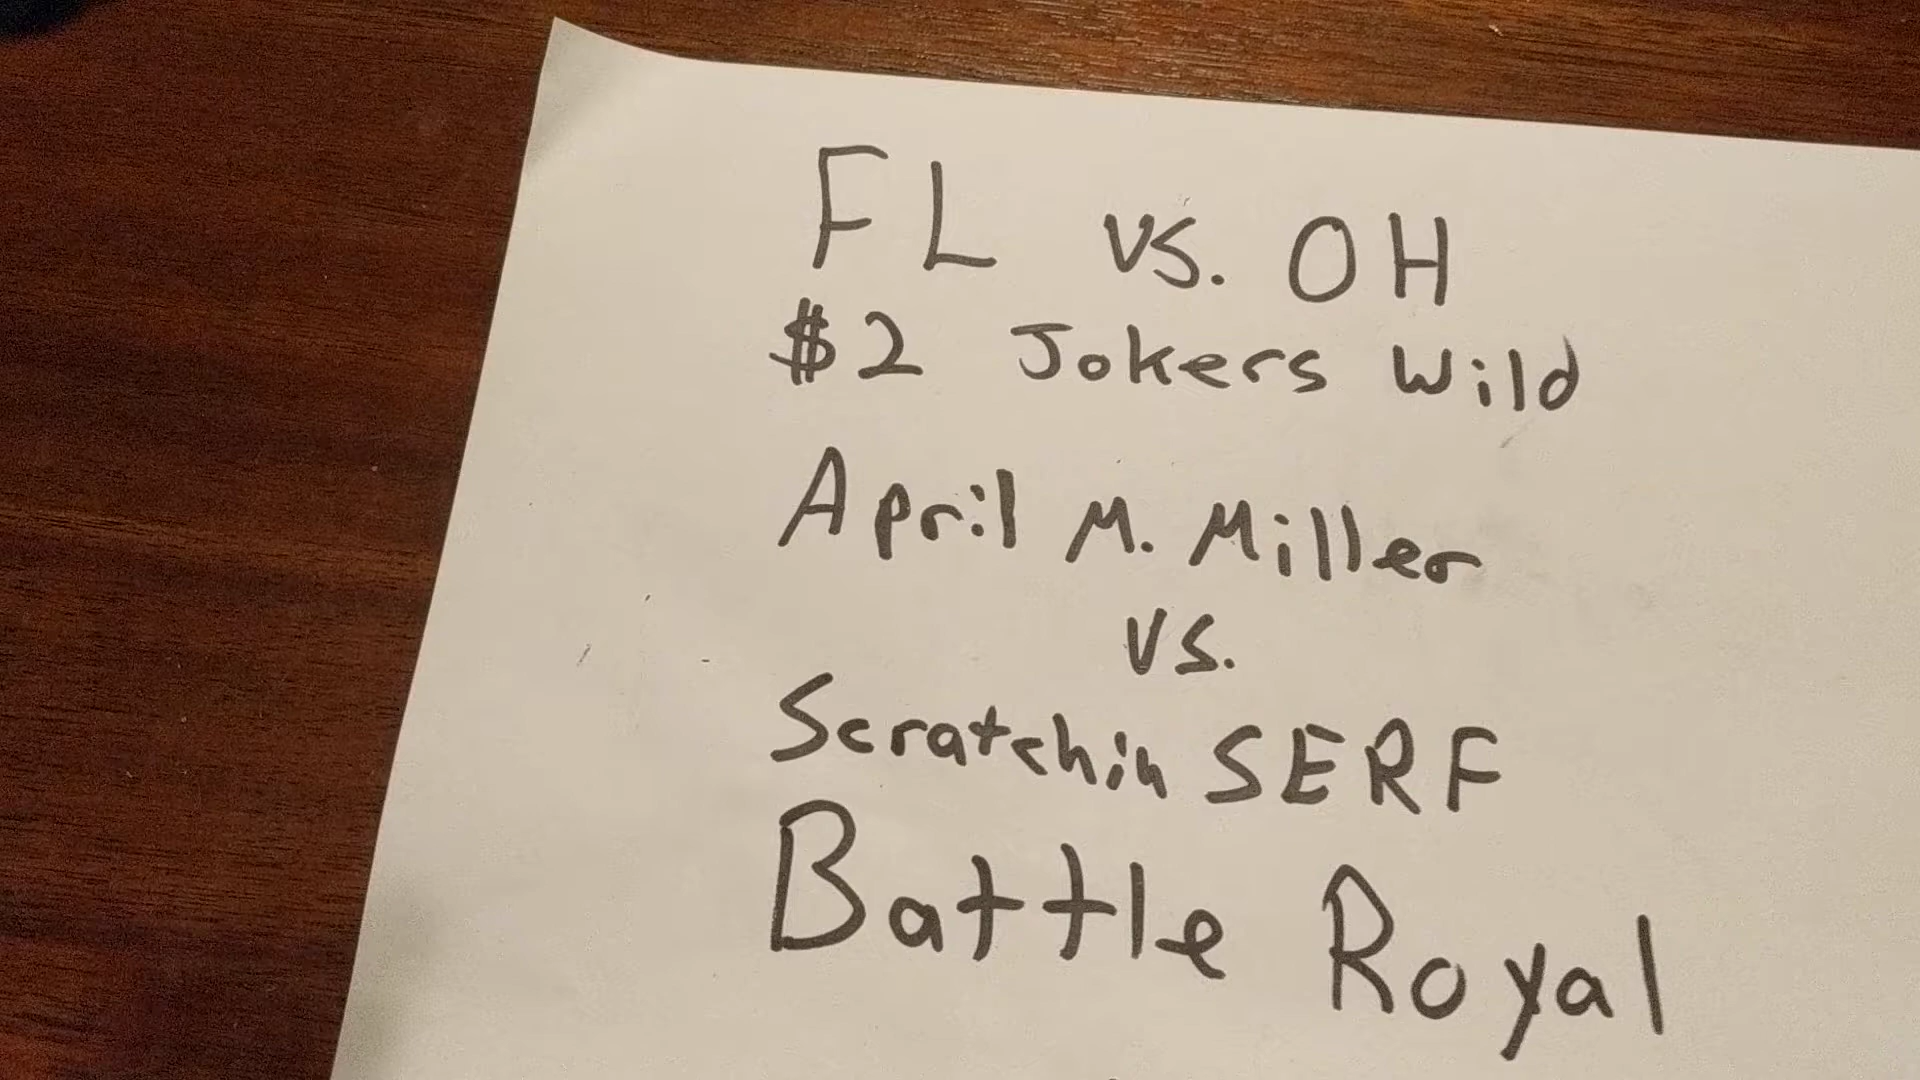 FL vs. OH
$2 Jokers Wild
April M. Miller
vs.
Scratchin SERF
Battle Royal